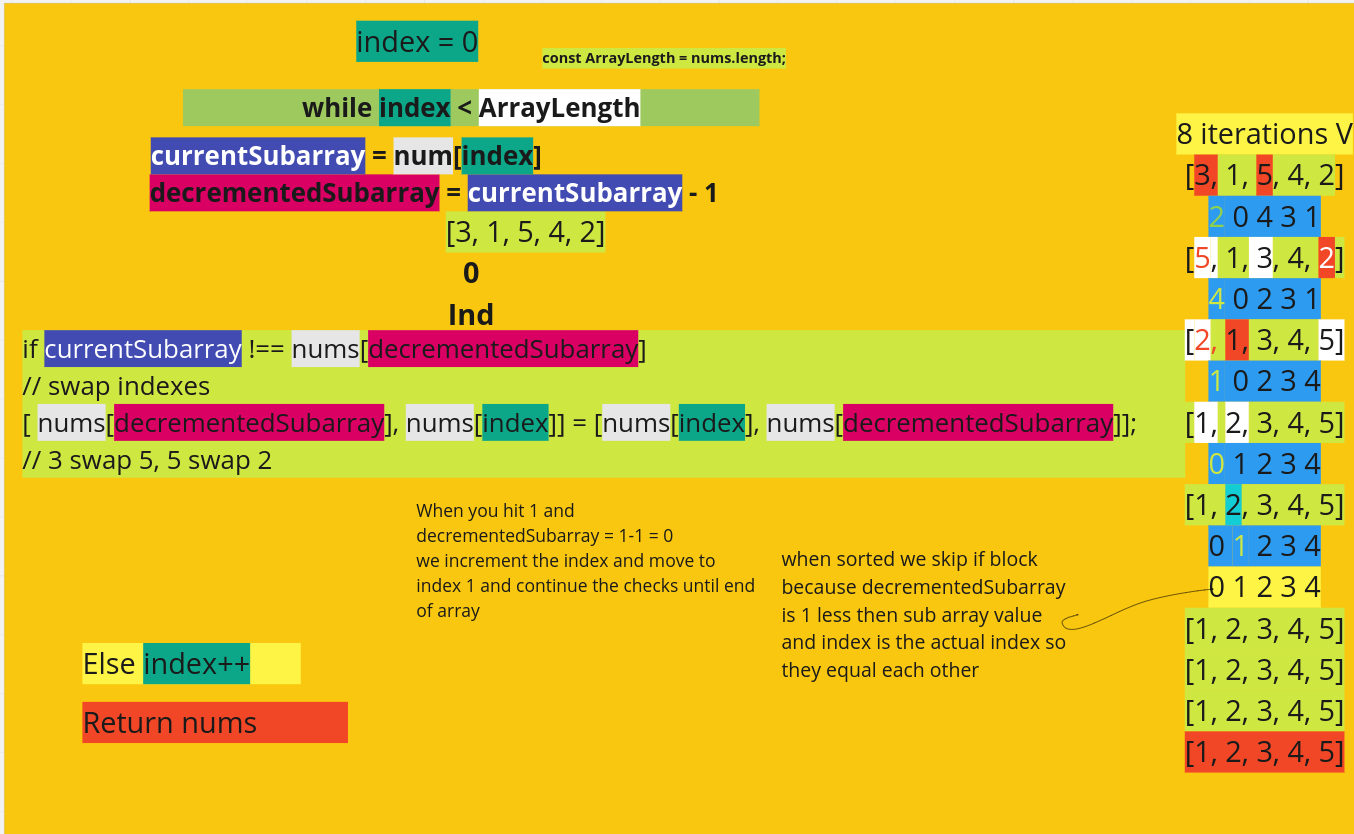 index = 0
const ArrayLength = nums.length;
while index < ArrayLength
currentSubarray = num[index]
decrementedSubarray = currentSubarray - 1
[3, 1, 5, 4, 2]
0
Ind
if currentSubarray !== nums[decrementedSubarray]
// swap indexes
[ nums[decrementedSubarray], nums[index]] = [nums[index], nums[decrementedSubarray]];
// 3 swap 5, 5 swap 2
When you hit 1 and
decrementedSubarray = 1-1 = 0
we increment the index and move to
index 1 and continue the checks until end
of array
when sorted we skip if block
because decrementedSubarray
is 1 less then sub array value
and index is the actual index so
they equal each other
Else index++
Return nums
8 iterations V
[3, 1, 5, 4, 2]
2 0 4 3 1
[5, 1, 3, 4, 2]
4 0 2 3 1
[2, 1, 3, 4, 5]
1 0 2 3 4
[1, 2, 3, 4, 5]
0 1 2 3 4
[1, 2, 3, 4, 5]
0 1 2 3 4
0 1 2 3 4
[1, 2, 3, 4, 5]
[1, 2, 3, 4, 5]
[1, 2, 3, 4, 5]
[1, 2, 3, 4, 5]